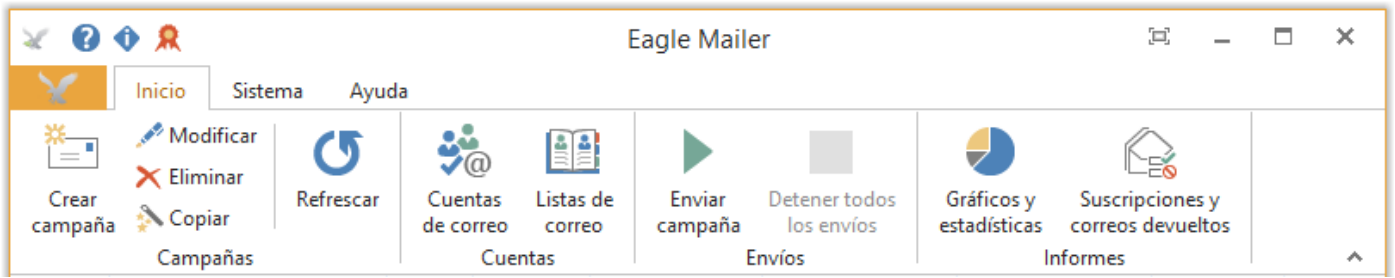 Eagle Mailer
Inicio Sistema Ayuda
Crear
campaña
Modificar
Eliminar
Copiar
Refrescar
Campañas
Cuentas
de correo
Listas de
correo
Cuentas
Enviar
campaña
Detener todos
los envíos
Envíos
Gráficos y
estadísticas
Suscripciones y
correos devueltos
Informes